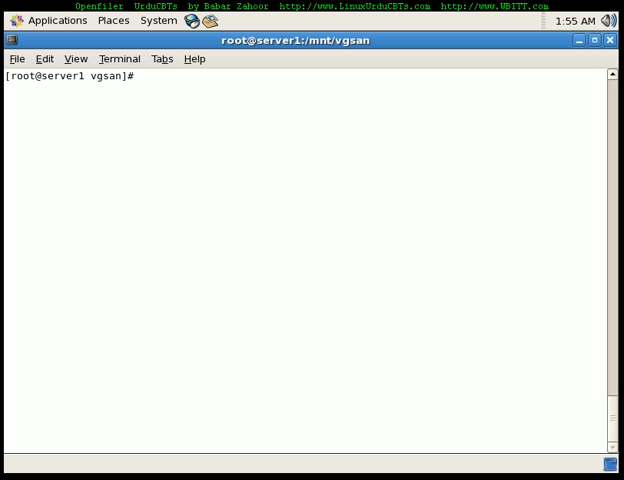 Openfiler UrduCBTs by Babar Zahoor http://www.LinuxUrduCBTs.com http://www.WBITT.com
Applications Places System 1:55 AM
root@server1:/mnt/vgsan
File Edit View Terminal Tabs Help
[root@server1 vgsan]#